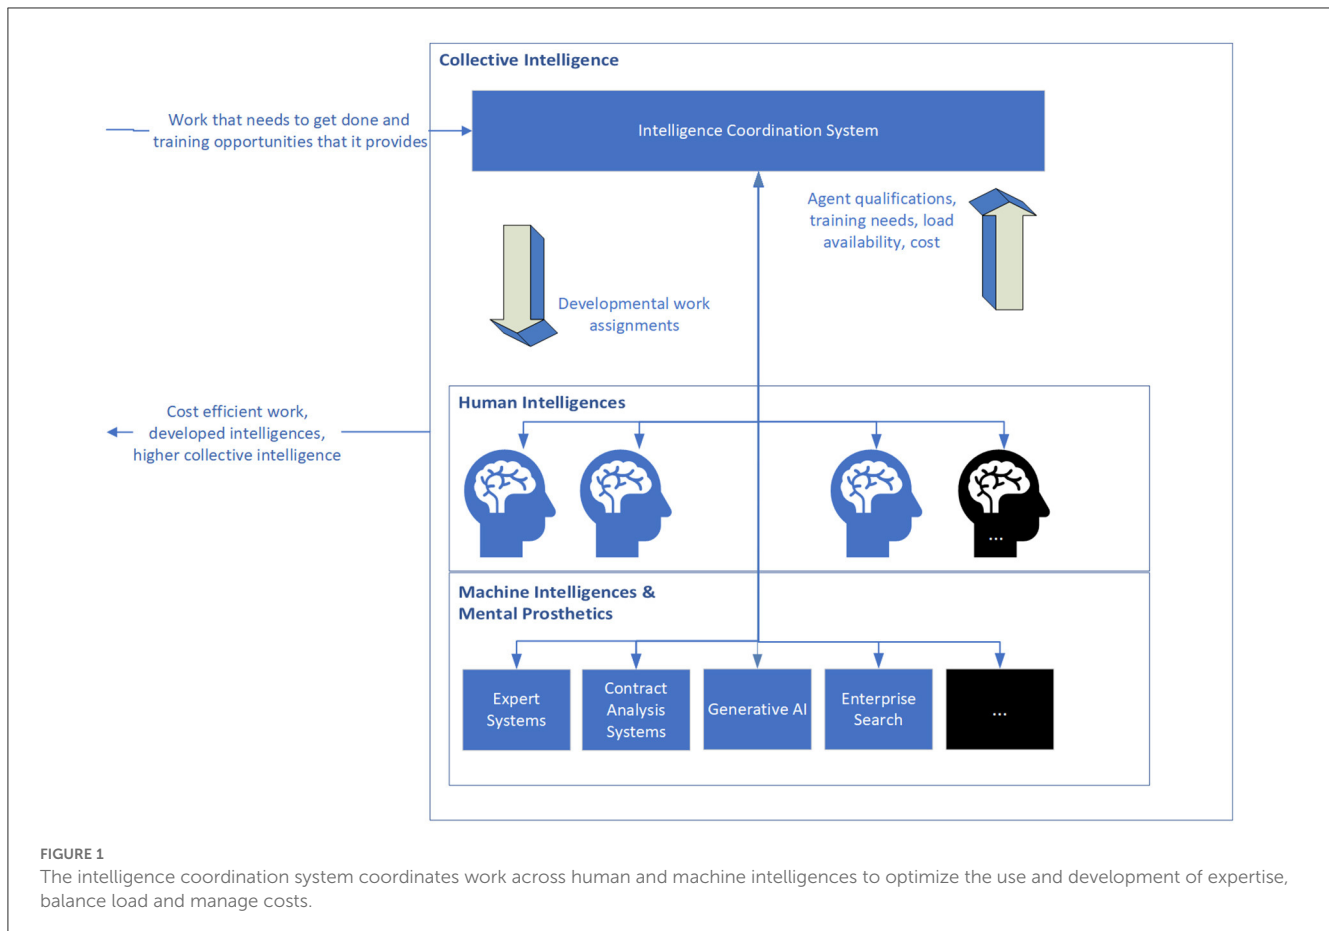 Collective Intelligence
Work that needs to get done and
training opportunities that it provides
Intelligence Coordination System
Agent qualifications,
training needs, load
availability, cost
Developmental work
assignments
Cost efficient work,
developed intelligences,
higher collective intelligence
Human Intelligences
...
Machine Intelligences &
Mental Prosthetics
Expert
Systems
Contract
Analysis
Systems
Generative AI
Enterprise
Search
...
FIGURE 1
The intelligence coordination system coordinates work across human and machine intelligences to optimize the use and development of expertise,
balance load and manage costs.